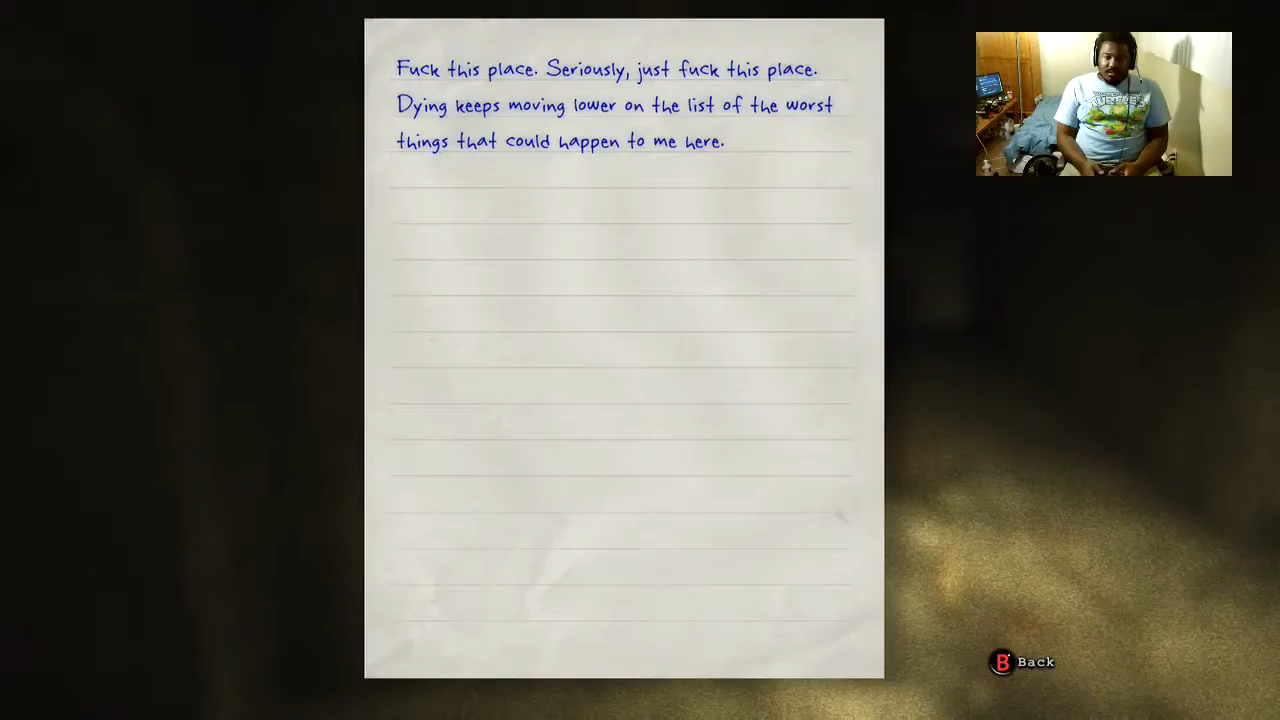 Fuck this place. Seriously, just fuck this place.
Dying keeps moving lower on the list of the worst
things that could happen to me here.
TURTLES
B Back